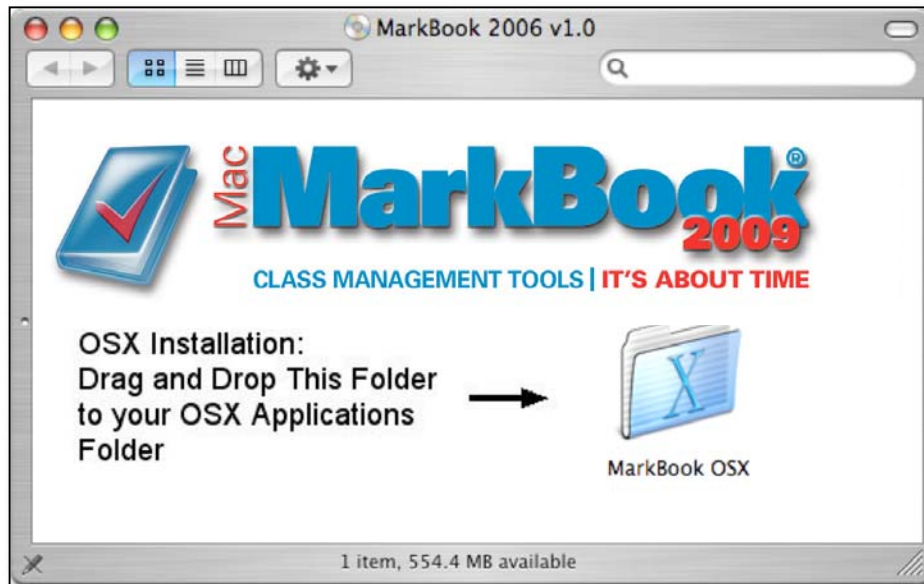 MarkBook 2006 v1.0
Mac MarkBook® 2009
CLASS MANAGEMENT TOOLS | IT'S ABOUT TIME
OSX Installation:
Drag and Drop This Folder
to your OSX Applications
Folder
X
MarkBook OSX
1 item, 554.4 MB available